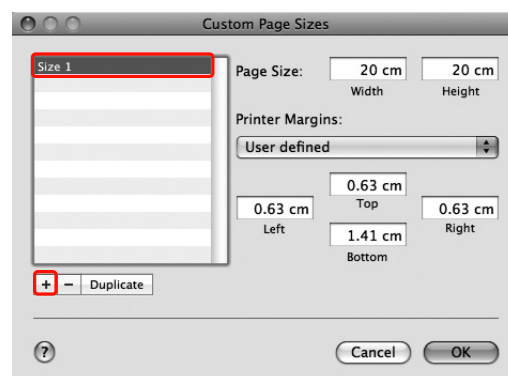 Custom Page Sizes
Size 1
Page Size:
20 cm
20 cm
Width
Height
Printer Margins:
User defined
0.63 cm
Top
0.63 cm
Left
0.63 cm
Right
1.41 cm
Bottom
+ − Duplicate
?
Cancel
OK